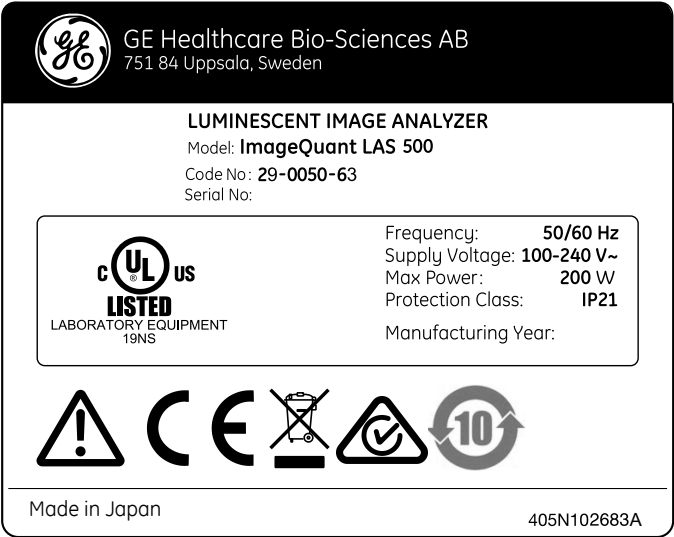 GE
GE Healthcare Bio-Sciences AB
751 84 Uppsala, Sweden
LUMINESCENT IMAGE ANALYZER
Model: ImageQuant LAS 500
Code No: 29-0050-63
Serial No:
C UL US
®
LISTED
LABORATORY EQUIPMENT
19NS
Frequency: 50/60 Hz
Supply Voltage: 100-240 V~
Max Power: 200 W
Protection Class: IP21
Manufacturing Year:
! CE 10
Made in Japan
405N102683A